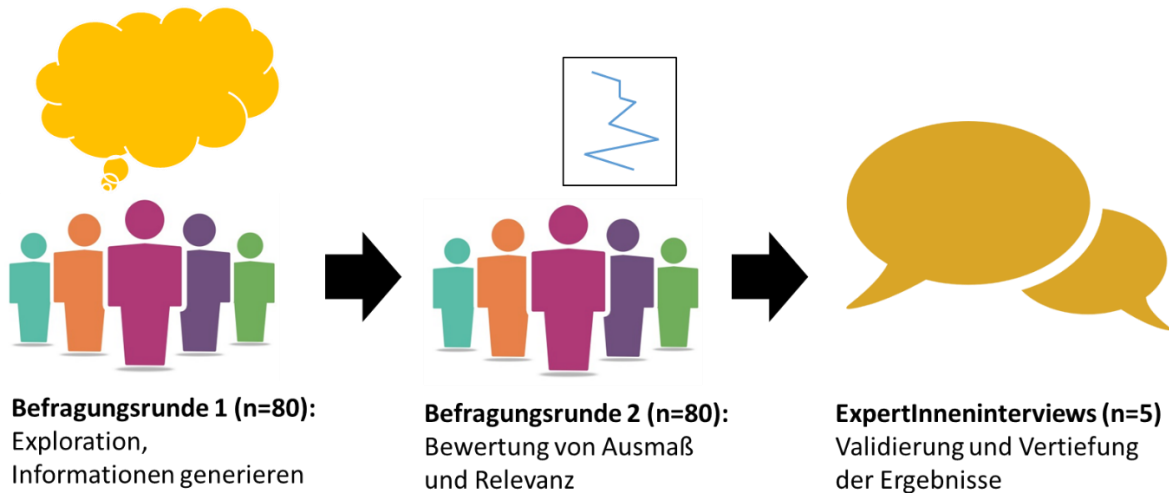 Befragungsrunde 1 (n=80):
Exploration,
Informationen generieren
Befragungsrunde 2 (n=80):
Bewertung von Ausmaß
und Relevanz
ExpertInneninterviews (n=5)
Validierung und Vertiefung
der Ergebnisse